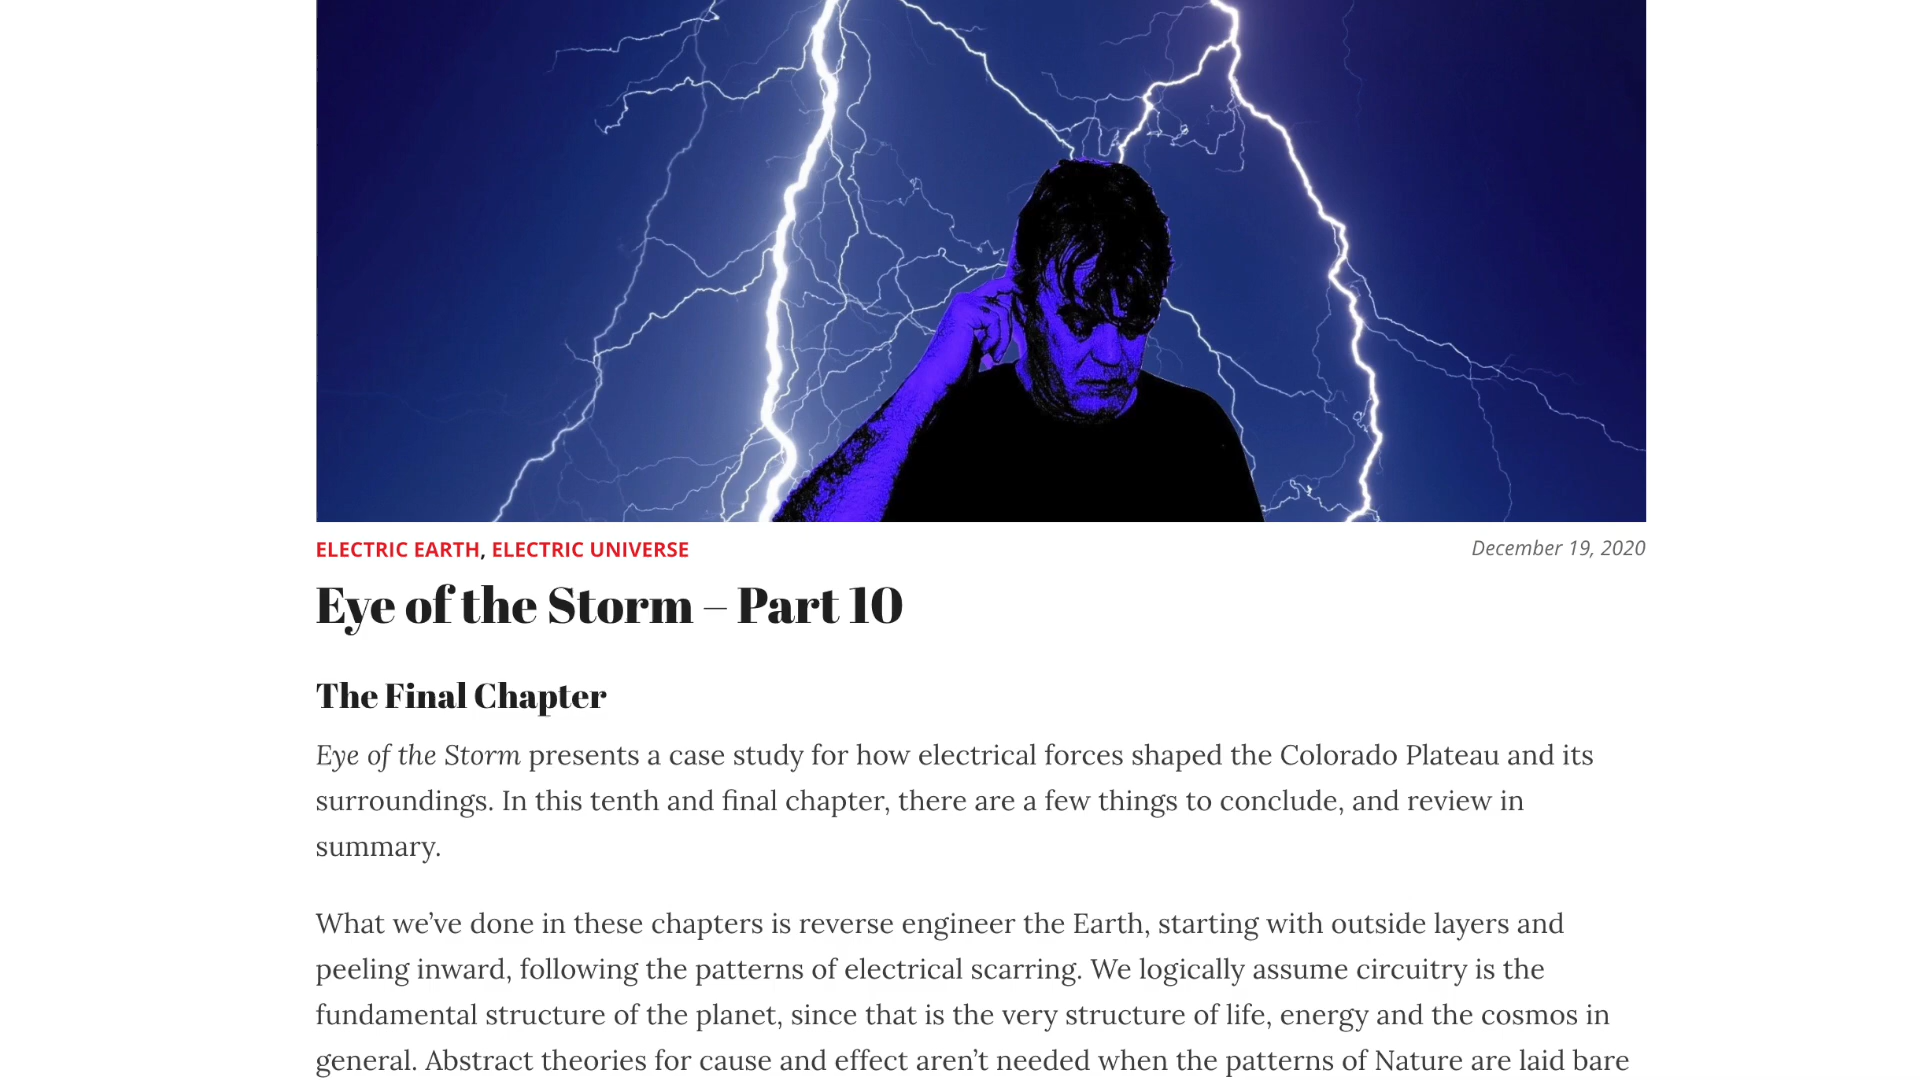 ELECTRIC EARTH, ELECTRIC UNIVERSE
December 19, 2020
Eye of the Storm – Part 10
The Final Chapter
Eye of the Storm presents a case study for how electrical forces shaped the Colorado Plateau and its
surroundings. In this tenth and final chapter, there are a few things to conclude, and review in
summary.
What we’ve done in these chapters is reverse engineer the Earth, starting with outside layers and
peeling inward, following the patterns of electrical scarring. We logically assume circuitry is the
fundamental structure of the planet, since that is the very structure of life, energy and the cosmos in
general. Abstract theories for cause and effect aren’t needed when the patterns of Nature are laid bare